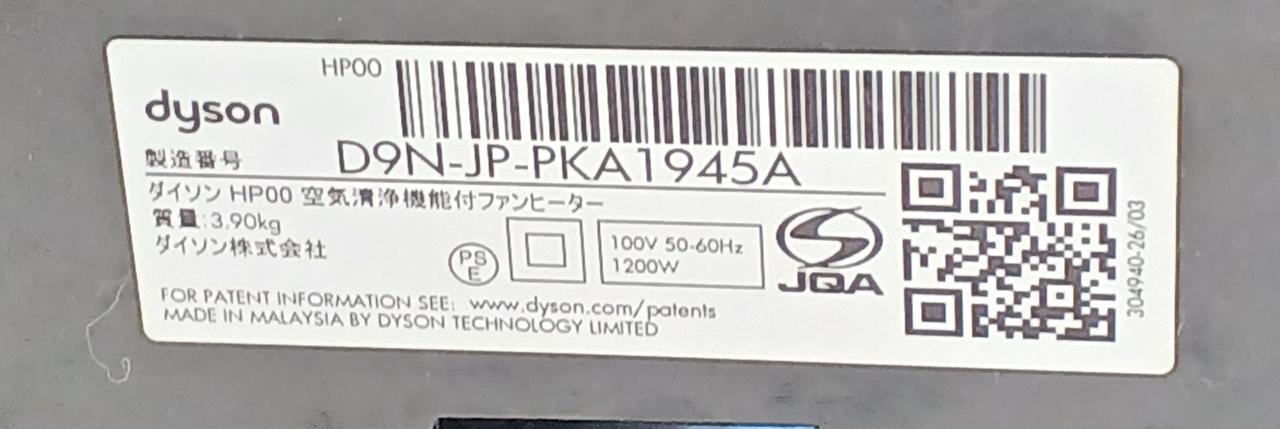 HP00
dyson
製造番号 D9N-JP-PKA1945A
ダイソン HP00 空気清浄機能付ファンヒーター
質量:3.90kg
ダイソン株式会社
PS
E
100V 50-60Hz
1200W
JQA
FOR PATENT INFORMATION SEE: www.dyson.com/patents
MADE IN MALAYSIA BY DYSON TECHNOLOGY LIMITED
304940-26/03